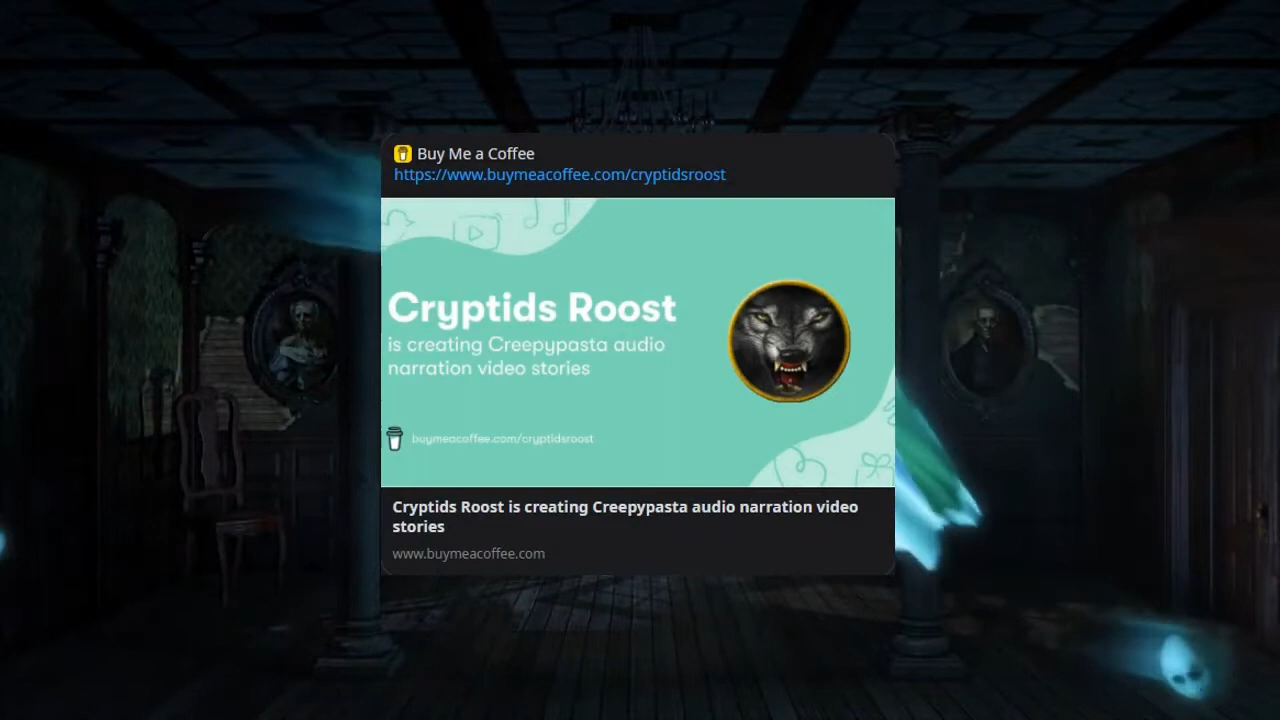 Buy Me a Coffee
https://www.buymeacoffee.com/cryptidsroost
Cryptids Roost
is creating Creepypasta audio
narration video stories
buymeacoffee.com/cryptidsroost
Cryptids Roost is creating Creepypasta audio narration video
stories
www.buymeacoffee.com